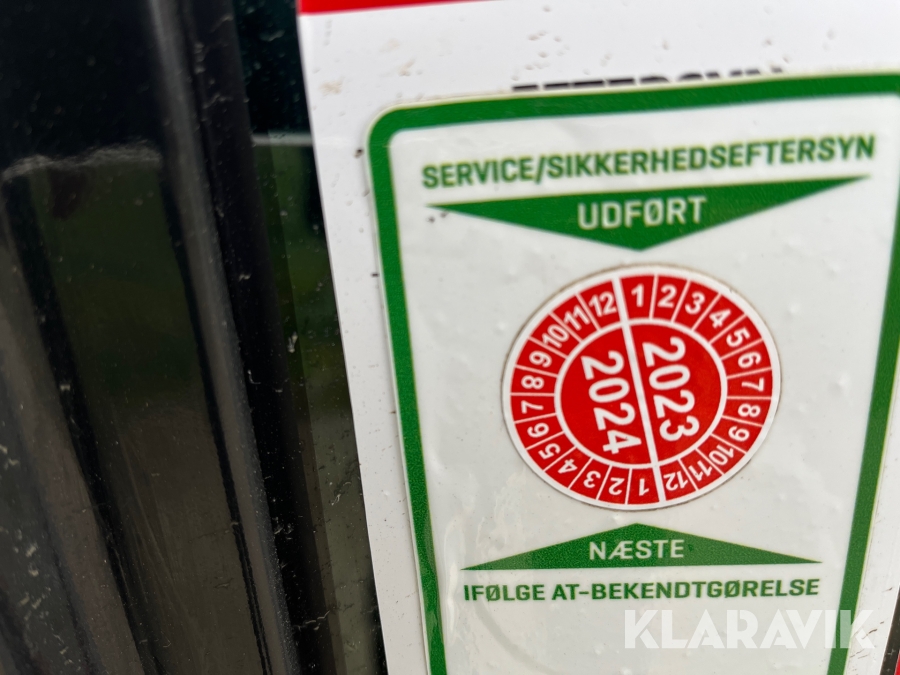 SERVICE/SIKKERHEDSEFTERSYN
UDFØRT
1 2 3 4 5 6 7 8 9 10 11 12
2023
2024
1 2 3 4 5 6 7 8 9 10 11 12
NÆSTE
IFØLGE AT-BEKENDTGØRELSE
KLARAVIK